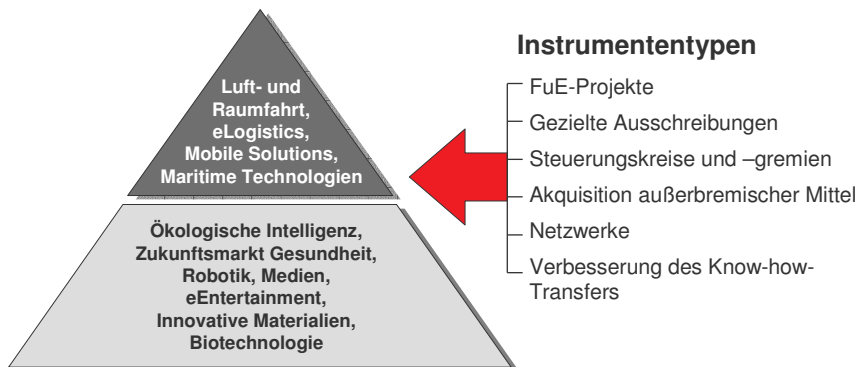 Luft- und
Raumfahrt,
eLogistics,
Mobile Solutions,
Maritime Technologien
Ökologische Intelligenz,
Zukunftsmarkt Gesundheit,
Robotik, Medien,
eEntertainment,
Innovative Materialien,
Biotechnologie
Instrumententypen
FuE-Projekte
Gezielte Ausschreibungen
Steuerungskreise und –gremien
Akquisition außerbremischer Mittel
Netzwerke
Verbesserung des Know-how-
Transfers